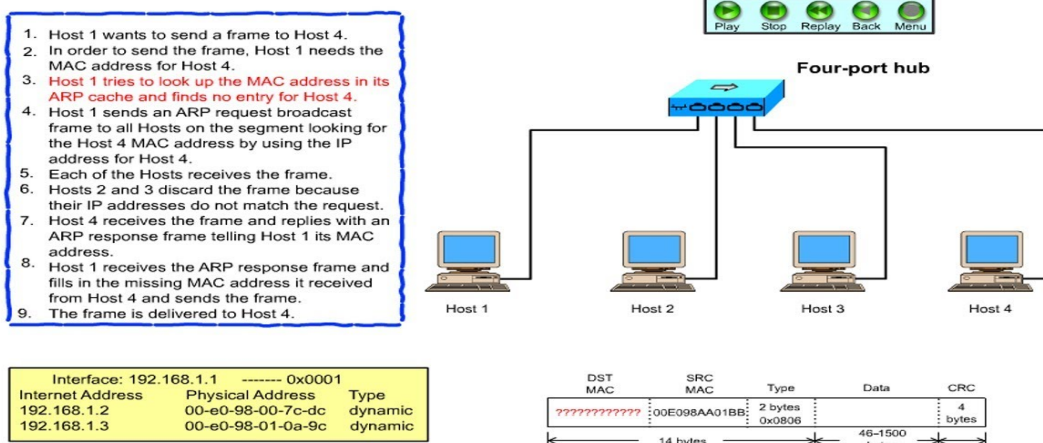 1. Host 1 wants to send a frame to Host 4.
2. In order to send the frame, Host 1 needs the
MAC address for Host 4.
3. Host 1 tries to look up the MAC address in its
ARP cache and finds no entry for Host 4.
4. Host 1 sends an ARP request broadcast
frame to all Hosts on the segment looking for
the Host 4 MAC address by using the IP
address for Host 4.
5. Each of the Hosts receives the frame.
6. Hosts 2 and 3 discard the frame because
their IP addresses do not match the request.
7. Host 4 receives the frame and replies with an
ARP response frame telling Host 1 its MAC
address.
8. Host 1 receives the ARP response frame and
fills in the missing MAC address it received
from Host 4 and sends the frame.
9. The frame is delivered to Host 4.
Play Stop Replay Back Menu
Four-port hub
Host 1 Host 2 Host 3 Host 4
Interface: 192.168.1.1 ------- 0x0001
Internet Address Physical Address Type
192.168.1.2 00-e0-98-00-7c-dc dynamic
192.168.1.3 00-e0-98-01-0a-9c dynamic
DST MAC SRC MAC Type Data CRC
???????????? 00E098AA01BB 2 bytes 0x0806 4 bytes
14 bytes 46-1500